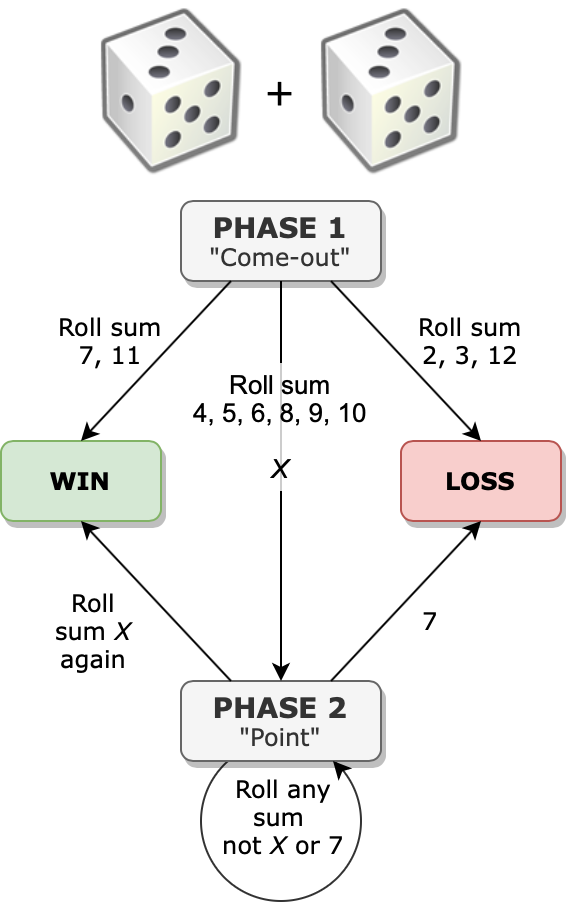 +
PHASE 1
"Come-out"
Roll sum
7, 11
Roll sum
2, 3, 12
Roll sum
4, 5, 6, 8, 9, 10
X
WIN
LOSS
Roll
sum X
again
7
PHASE 2
"Point"
Roll any
sum
not X or 7